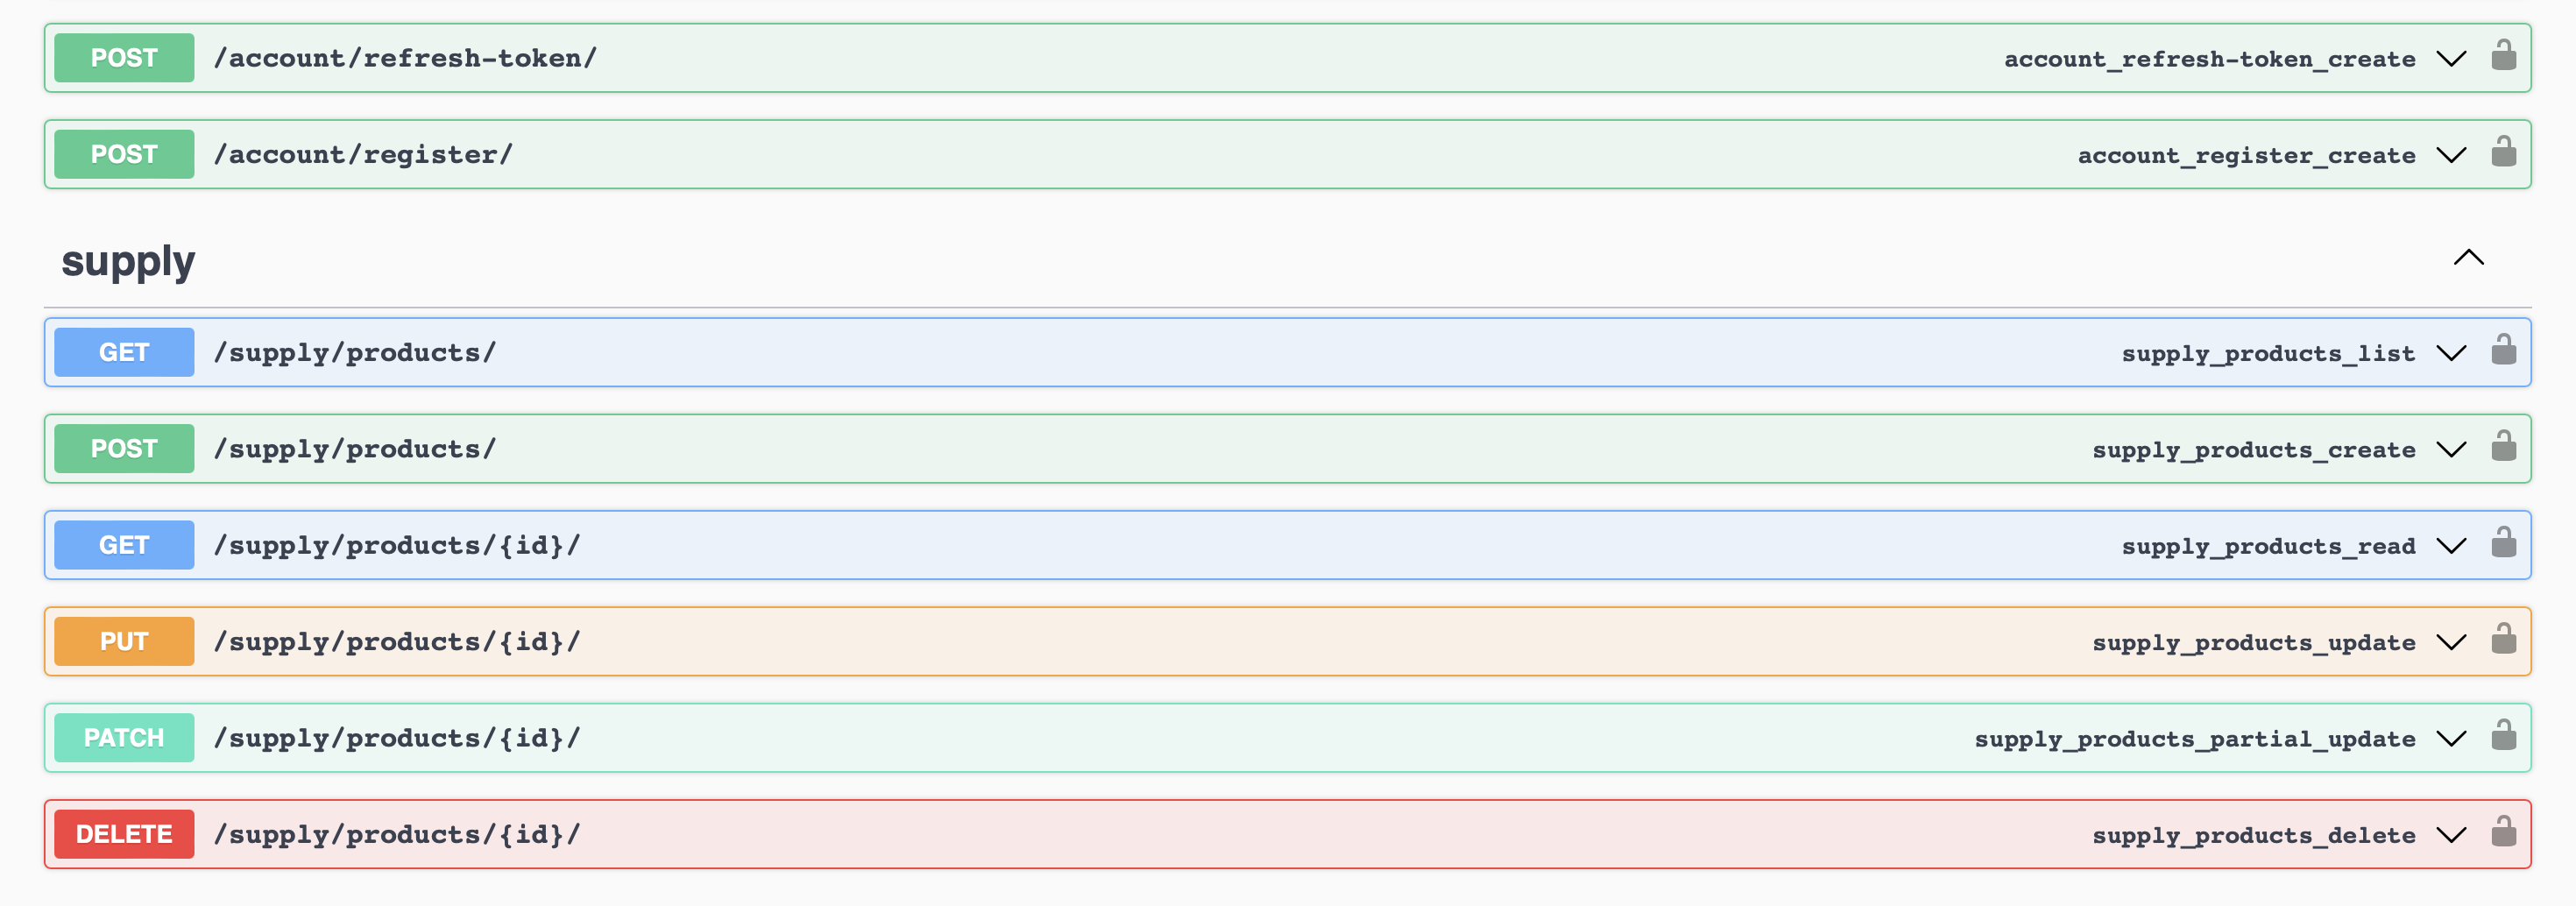 POST /account/refresh-token/ account_refresh-token_create
POST /account/register/ account_register_create
supply
GET /supply/products/ supply_products_list
POST /supply/products/ supply_products_create
GET /supply/products/{id}/ supply_products_read
PUT /supply/products/{id}/ supply_products_update
PATCH /supply/products/{id}/ supply_products_partial_update
DELETE /supply/products/{id}/ supply_products_delete